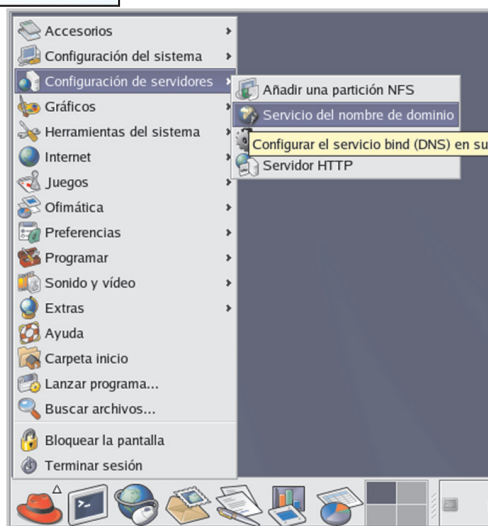 Accesorios
Configuración del sistema
Configuración de servidores
Gráficos
Herramientas del sistema
Internet
Juegos
Ofimática
Preferencias
Programar
Sonido y vídeo
Extras
Ayuda
Carpeta inicio
Lanzar programa...
Buscar archivos...
Bloquear la pantalla
Terminar sesión
Añadir una partición NFS
Servicio del nombre de dominio
Configurar el servicio bind (DNS) en su
Servidor HTTP